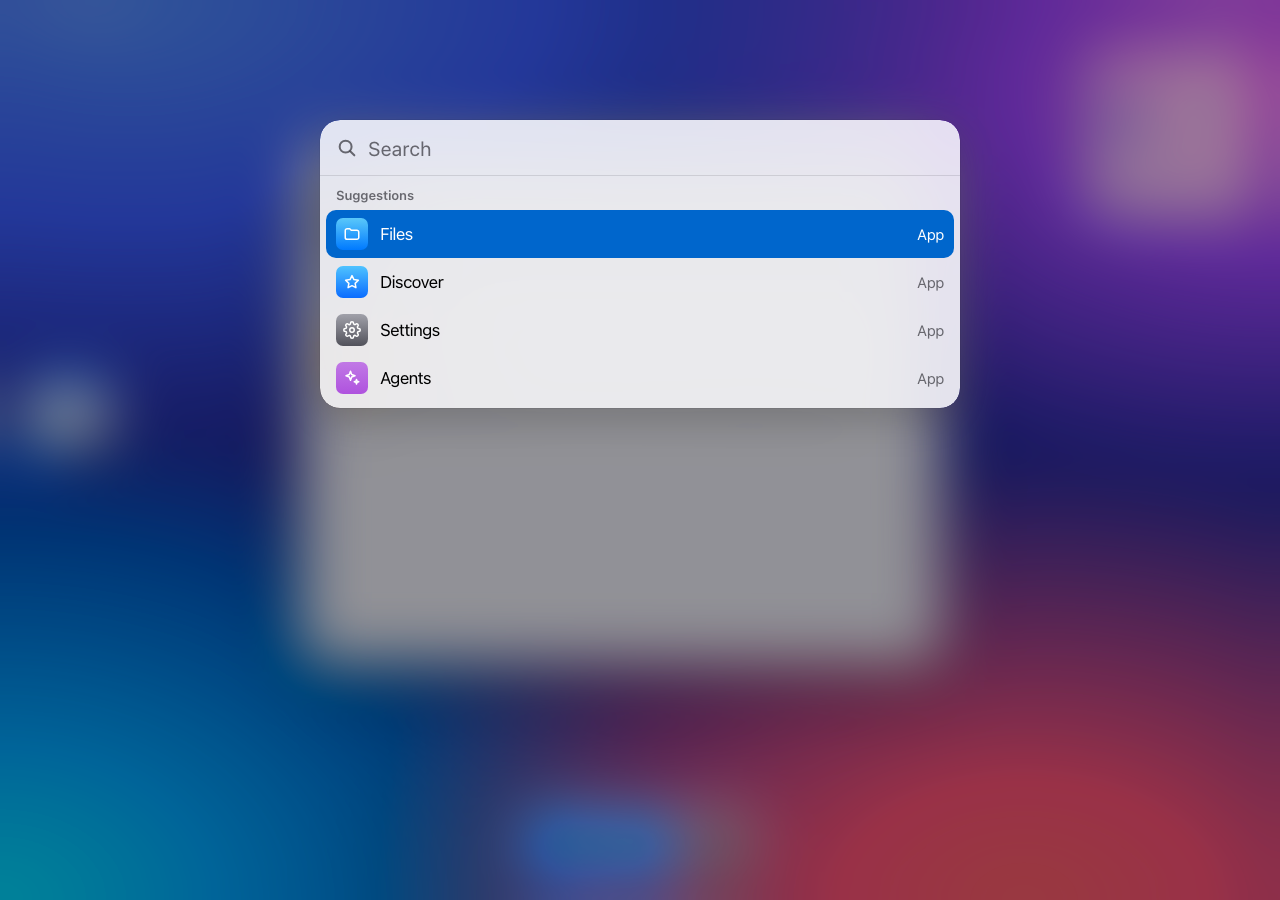 Search
Suggestions
Files App
Discover App
Settings App
Agents App